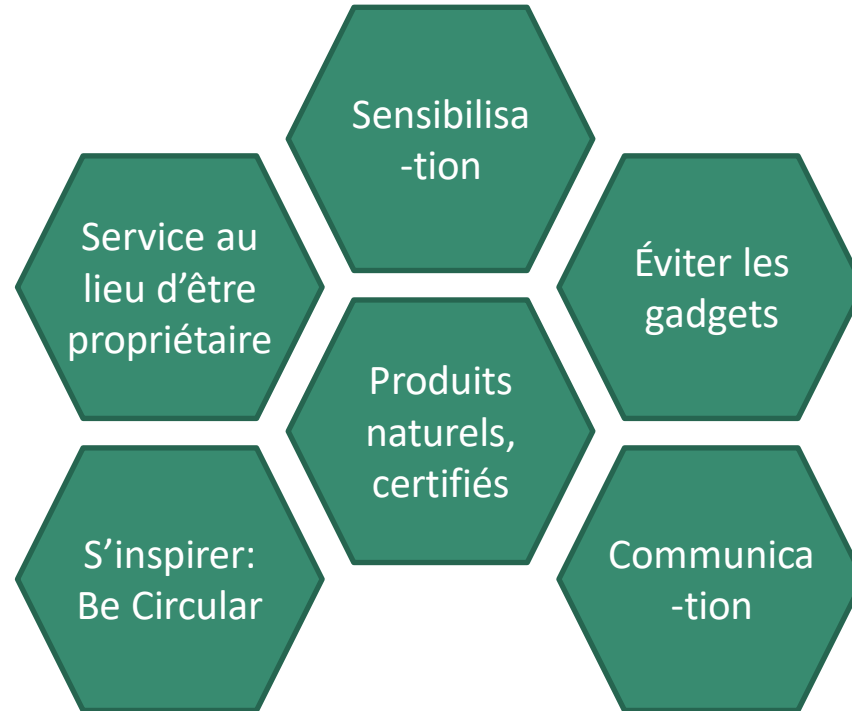 Sensibilisa
-tion
Service au
lieu d’être
propriétaire
Éviter les
gadgets
Produits
naturels,
certifiés
S’inspirer:
Be Circular
Communica
-tion